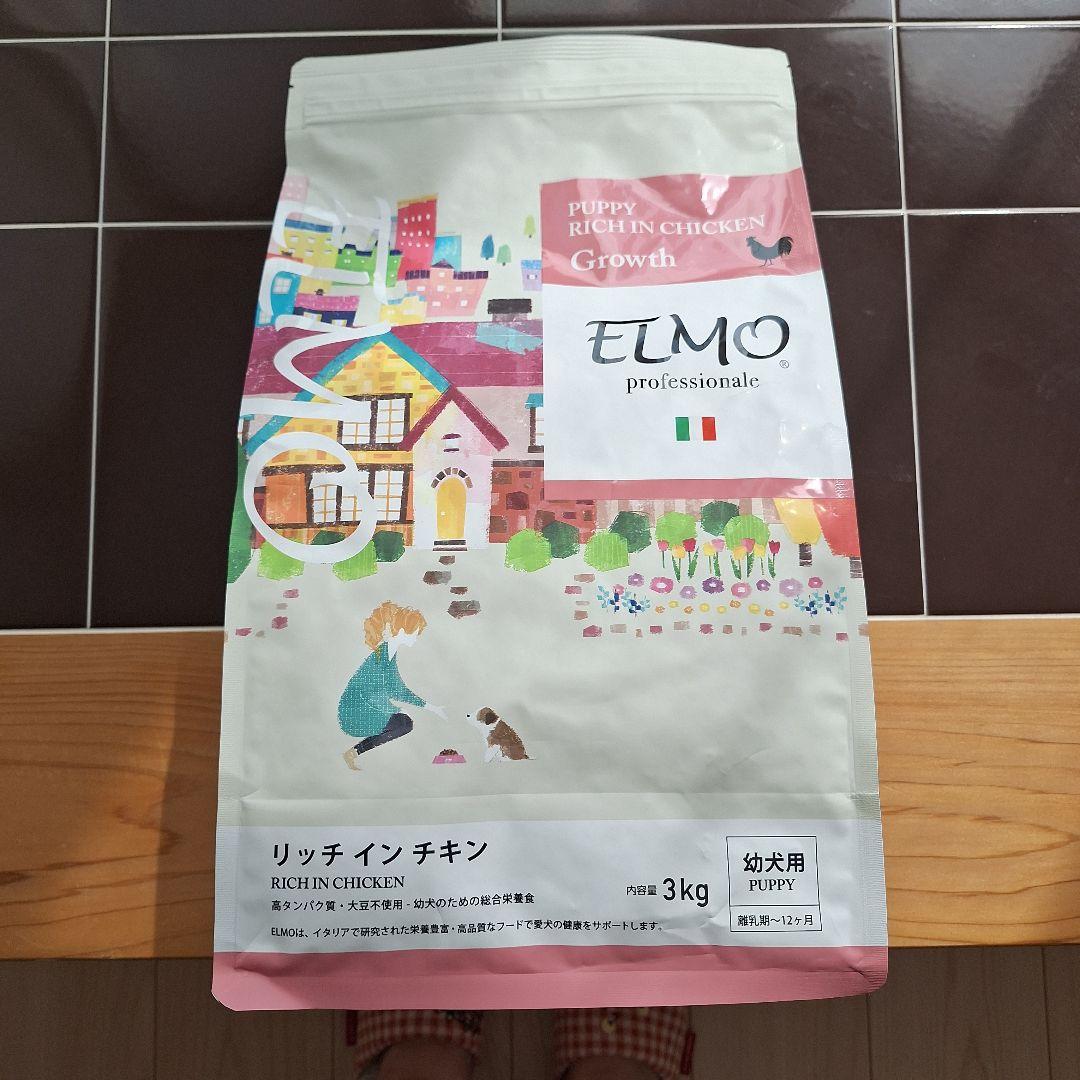 PUPPY
RICH IN CHICKEN
Growth
ELMO
ELMO®
professionale
リッチ イン チキン
RICH IN CHICKEN
高タンパク質・大豆不使用 - 幼犬のための総合栄養食
ELMOは、イタリアで研究された栄養豊富・高品質なフードで愛犬の健康をサポートします。
内容量 3kg
幼犬用
PUPPY
離乳期〜12ヶ月